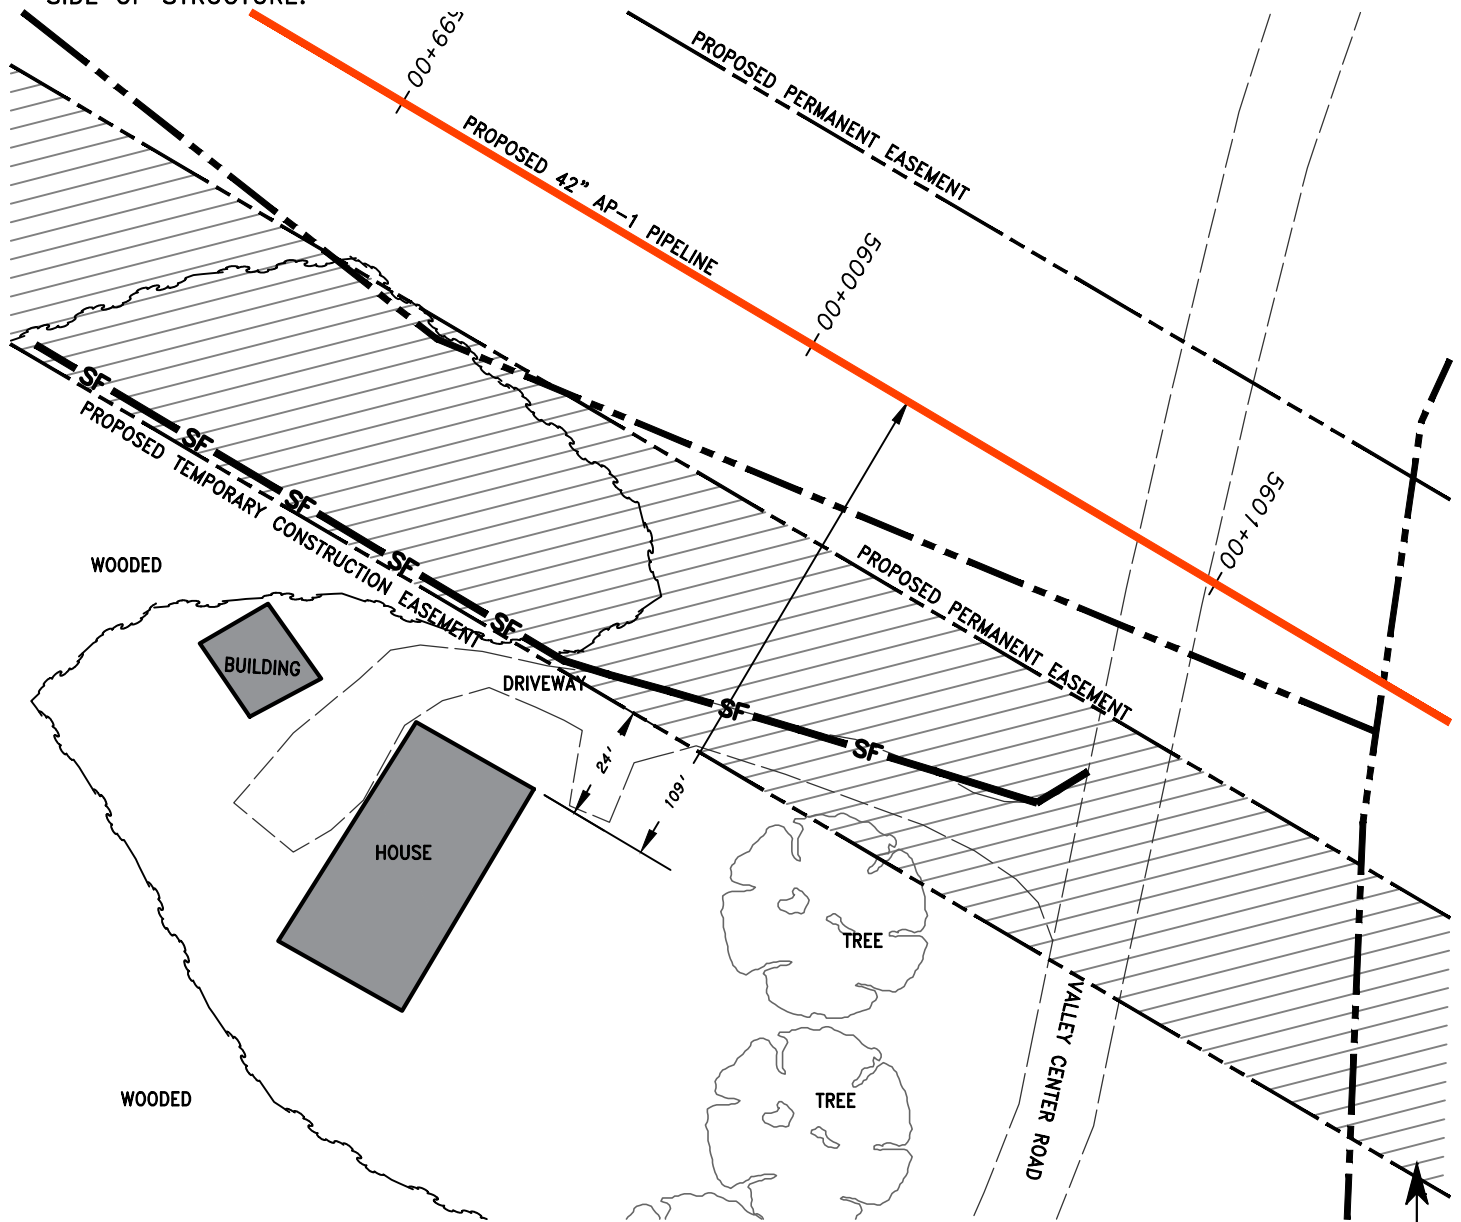 SIDE OF STRUCTURE.
5599+00
PROPOSED PERMANENT EASEMENT
PROPOSED 42” AP-1 PIPELINE
5600+00
5601+00
SF
SF
SF
SF
SF
PROPOSED TEMPORARY CONSTRUCTION EASEMENT
PROPOSED PERMANENT EASEMENT
WOODED
BUILDING
DRIVEWAY
SF
SF
24'
109'
HOUSE
TREE
VALLEY CENTER ROAD
WOODED
TREE